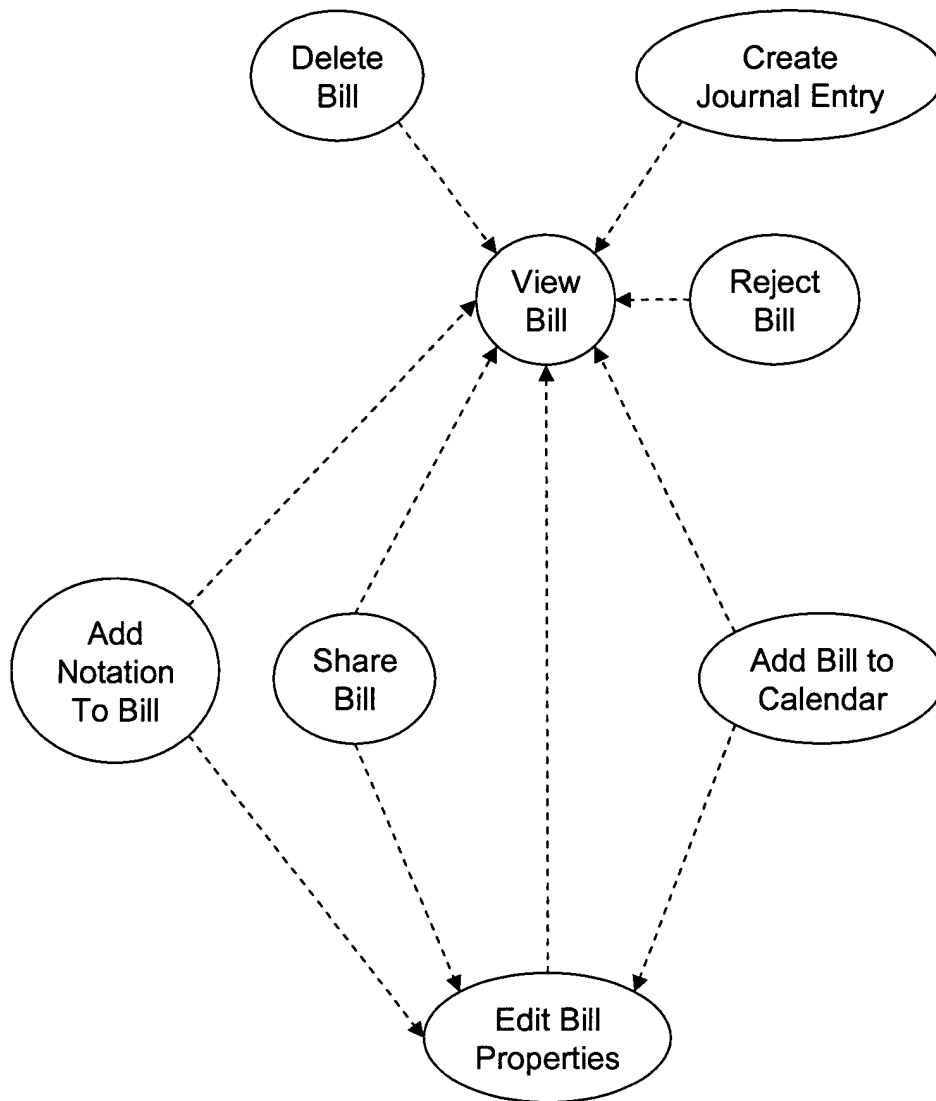 Delete
Bill
Create
Journal Entry
View
Bill
Reject
Bill
Add
Notation
To Bill
Share
Bill
Add Bill to
Calendar
Edit Bill
Properties